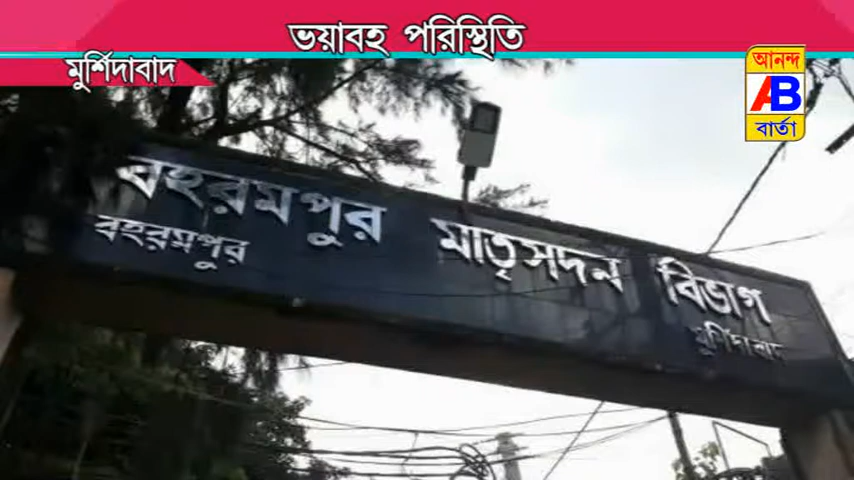 ভয়াবহ পরিস্থিতি
মুর্শিদাবাদ
আনন্দ
AB
বার্তা
বহরমপুর মাতৃসদন বিভাগ
বহরমপুর মুর্শিদাবাদ